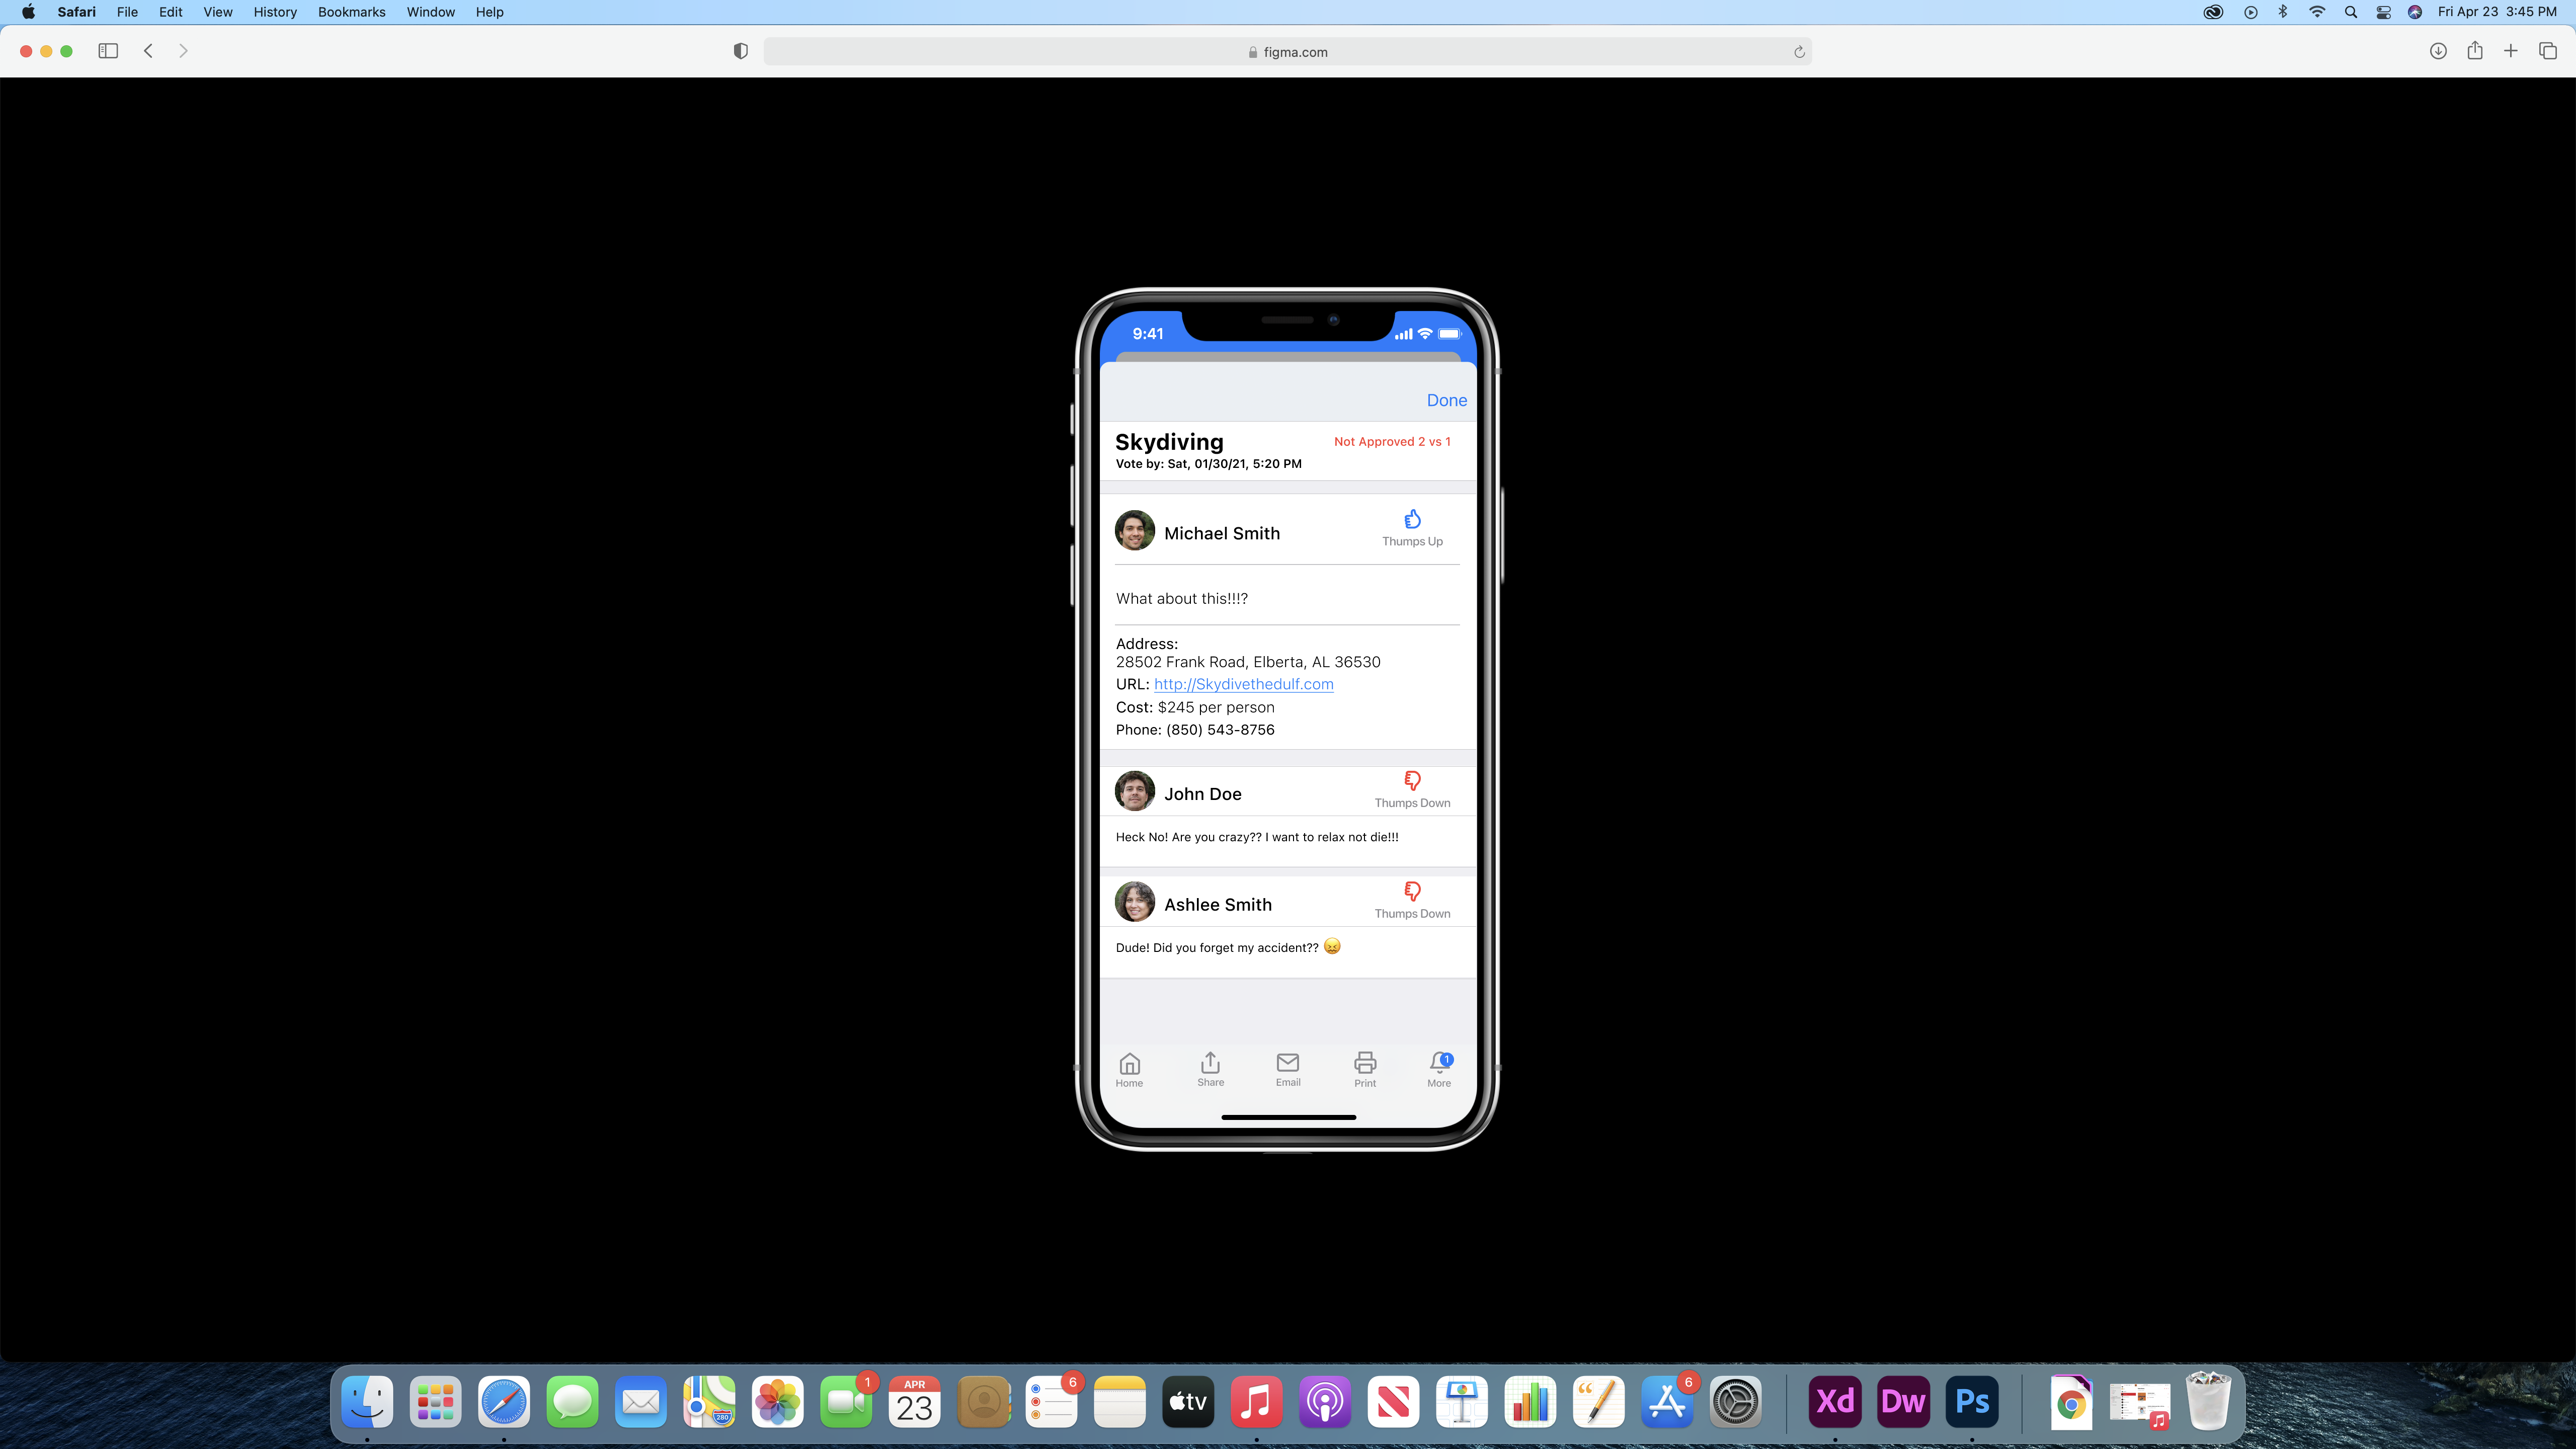 Safari File Edit View History Bookmarks Window Help Fri Apr 23 3:45 PM
figma.com
9:41
Done
Skydiving Not Approved 2 vs 1
Vote by: Sat, 01/30/21, 5:20 PM
Michael Smith
Thumps Up
What about this!!!?
Address:
28502 Frank Road, Elberta, AL 36530
URL: http://Skydivethedulf.com
Cost: $245 per person
Phone: (850) 543-8756
John Doe
Thumps Down
Heck No! Are you crazy?? I want to relax not die!!!
Ashlee Smith
Thumps Down
Dude! Did you forget my accident?? 😖
1
Home Share Email Print More
1 6 6
APR
23
280
tv
Xd Dw Ps